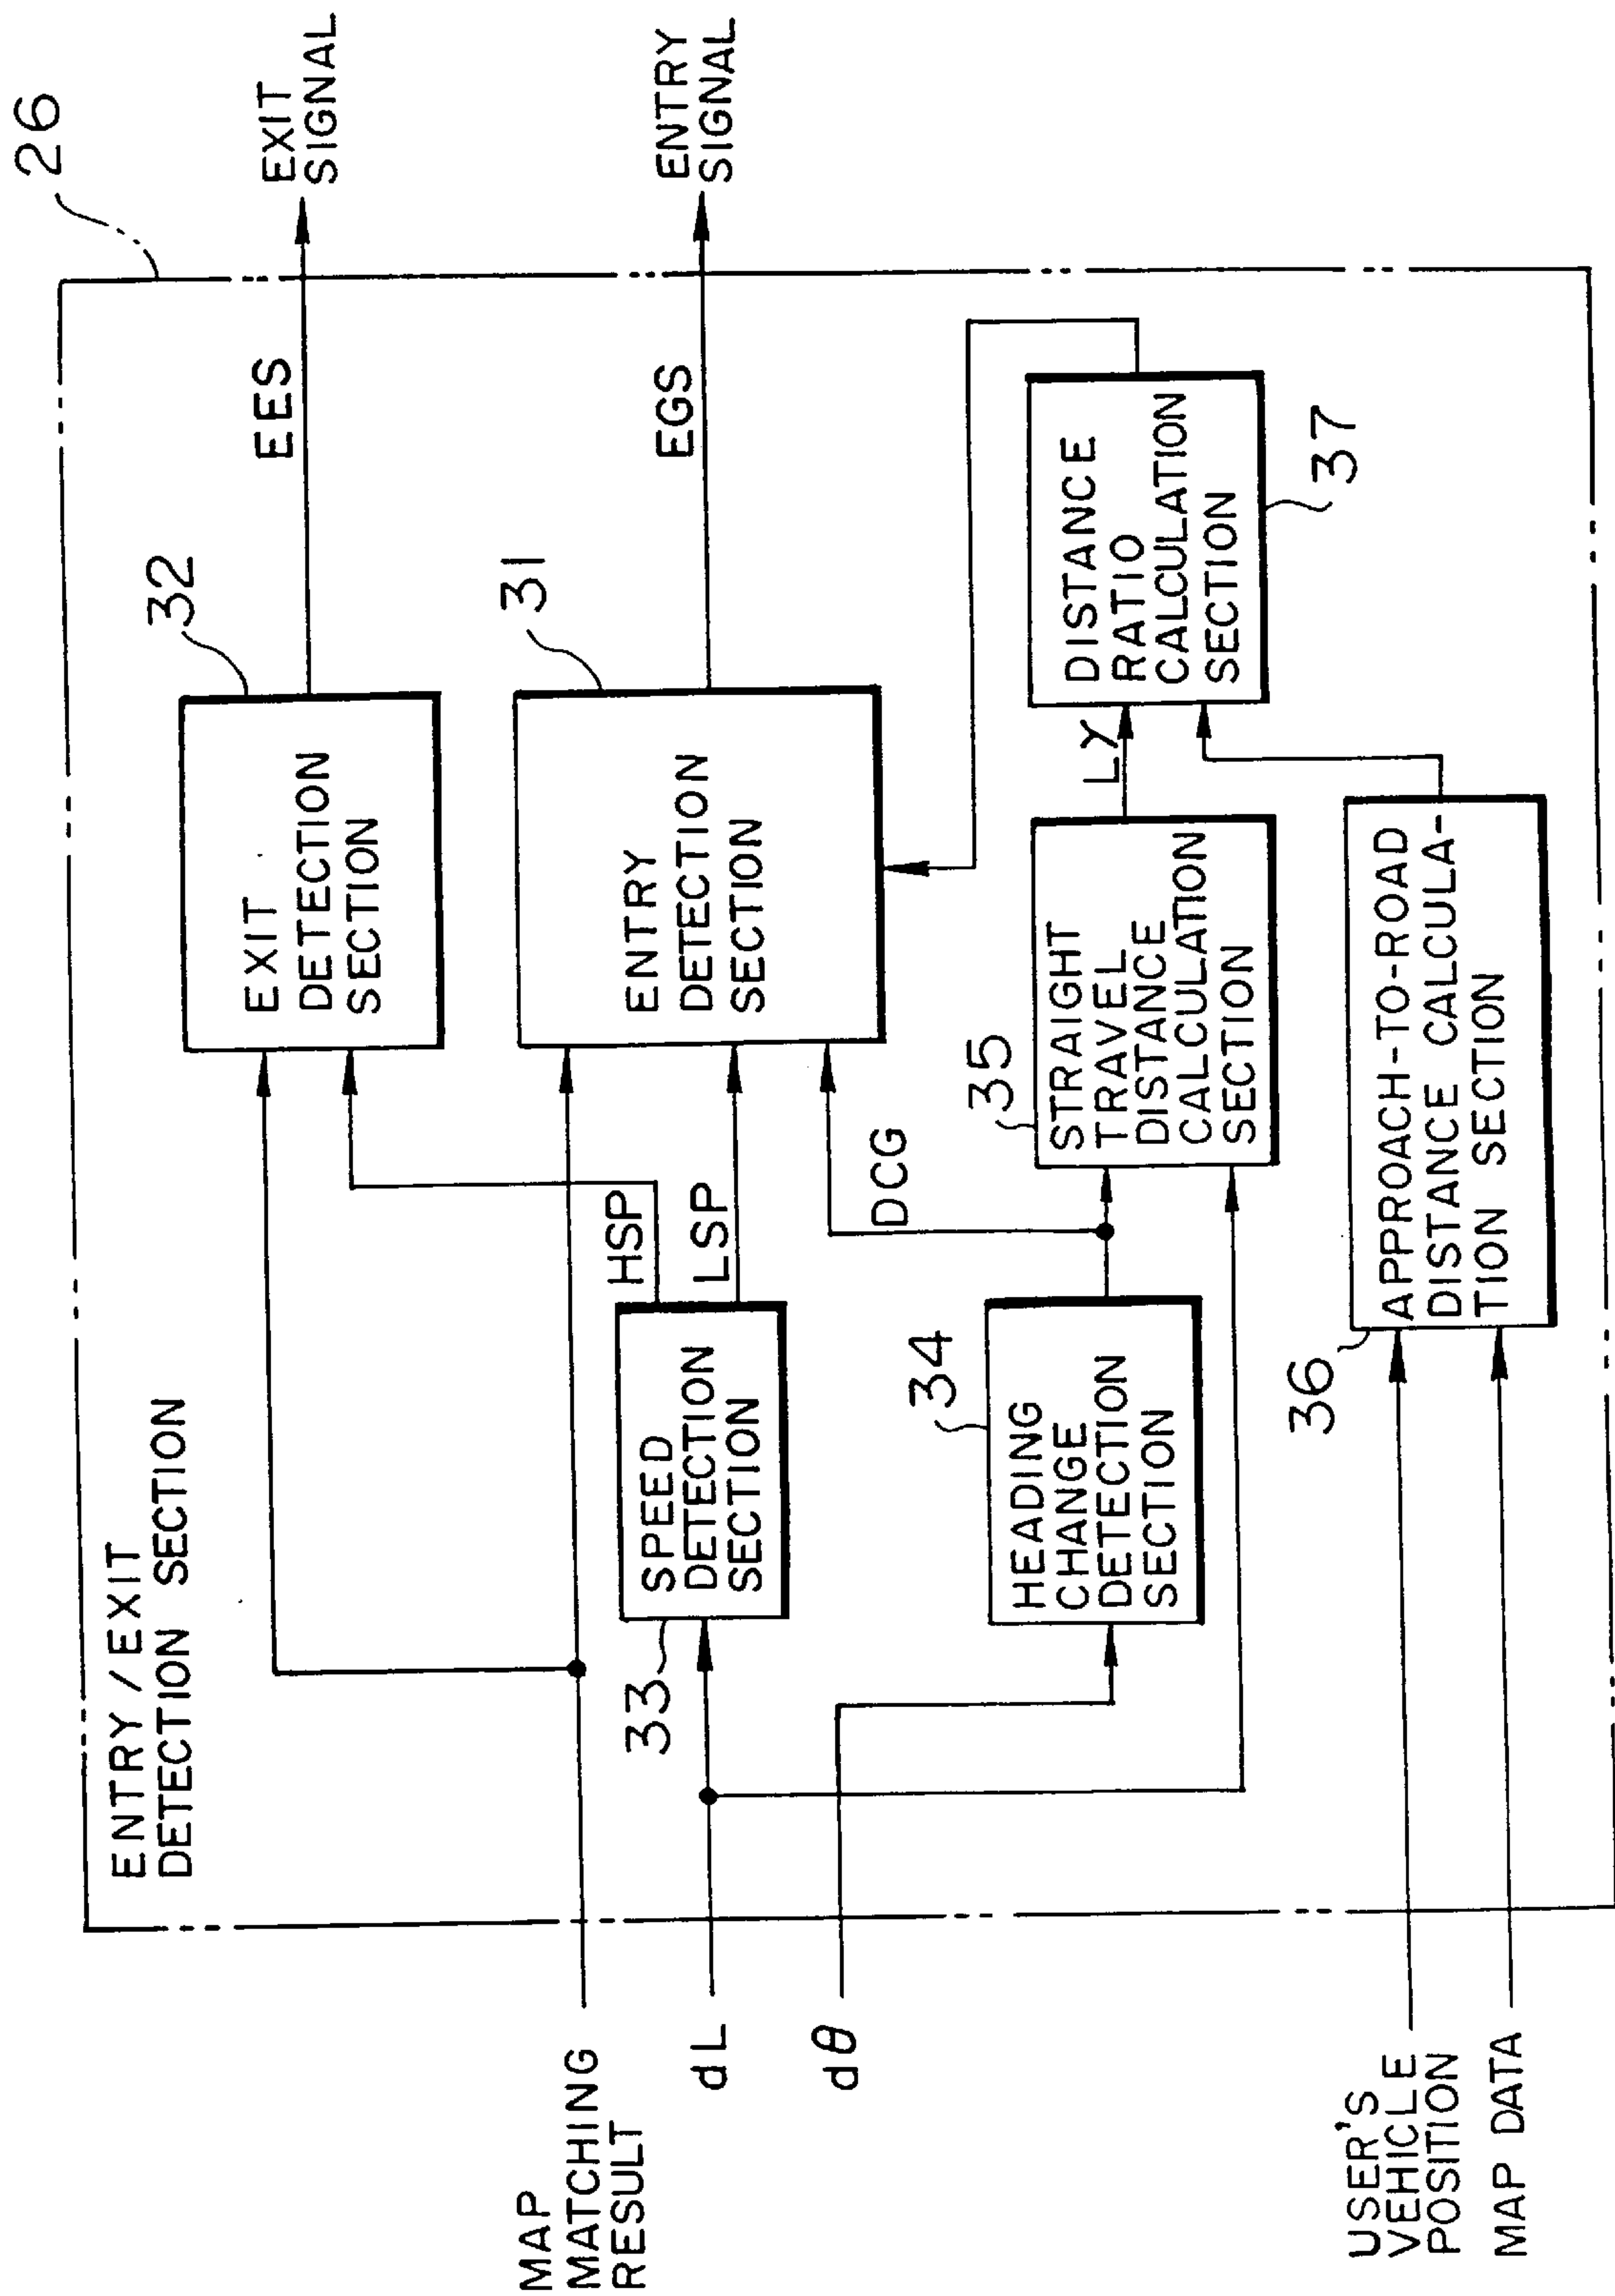 26
ENTRY/EXIT
DETECTION SECTION
EXIT
SIGNAL
EES
32
EXIT
DETECTION
SECTION
ENTRY
SIGNAL
EGS
31
ENTRY
DETECTION
SECTION
MAP
MATCHING
RESULT
HSP
LSP
33
SPEED
DETECTION
SECTION
dL
dθ
DCG
34
HEADING
CHANGE
DETECTION
SECTION
35
STRAIGHT
TRAVEL
DISTANCE
CALCULATION
SECTION
Lγ
DISTANCE
RATIO
CALCULATION
SECTION
37
36
APPROACH-TO-ROAD
DISTANCE CALCULA-
TION SECTION
USER'S
VEHICLE
POSITION
MAP DATA